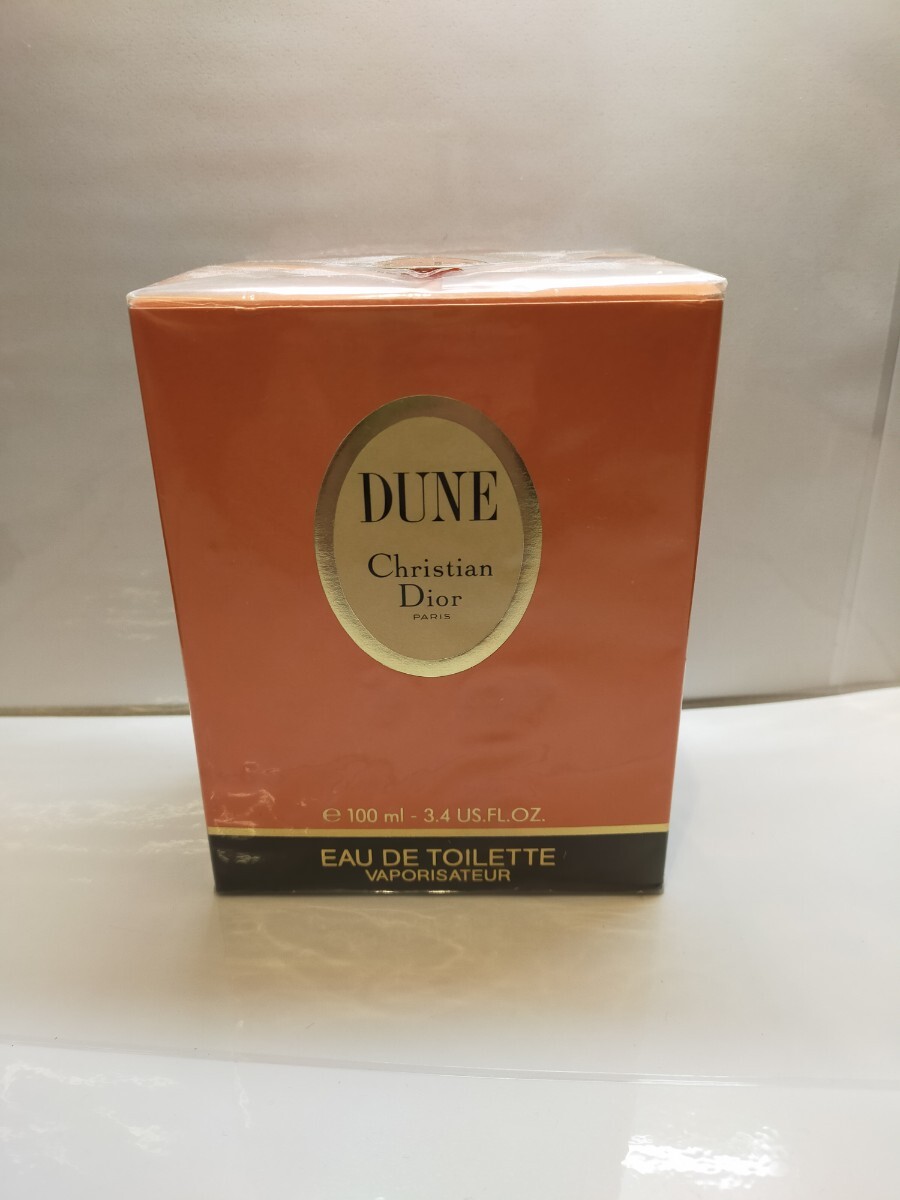 DUNE
Christian
Dior
PARIS
℮ 100 ml - 3.4 US.FL.OZ.
EAU DE TOILETTE
VAPORISATEUR